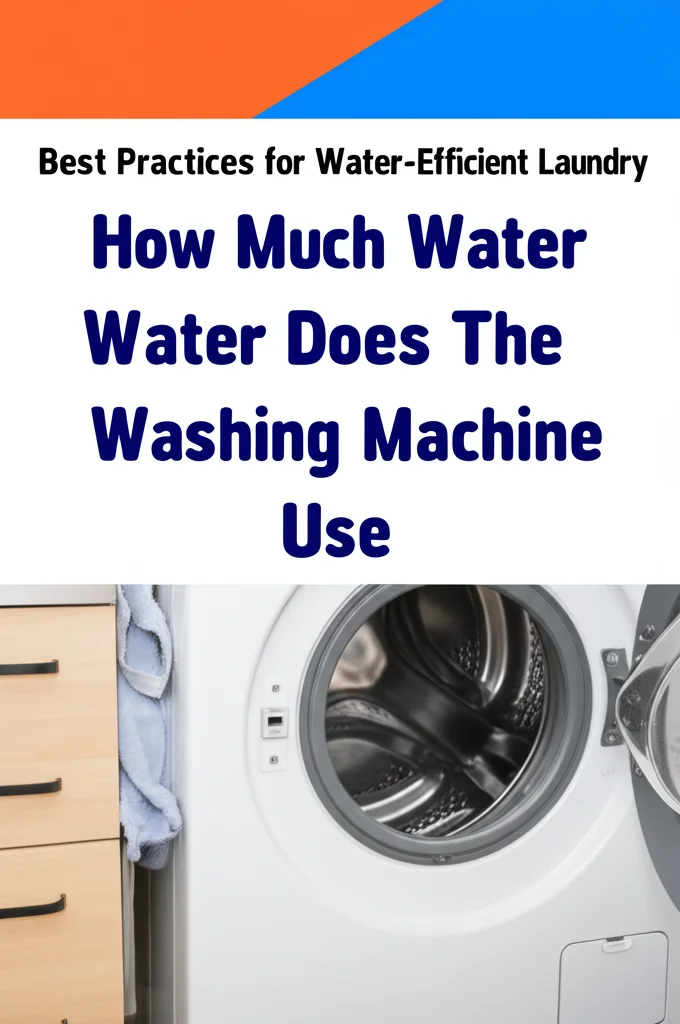 Best Practices for Water-Efficient Laundry
How Much Water
Water Does The
Washing Machine
Use